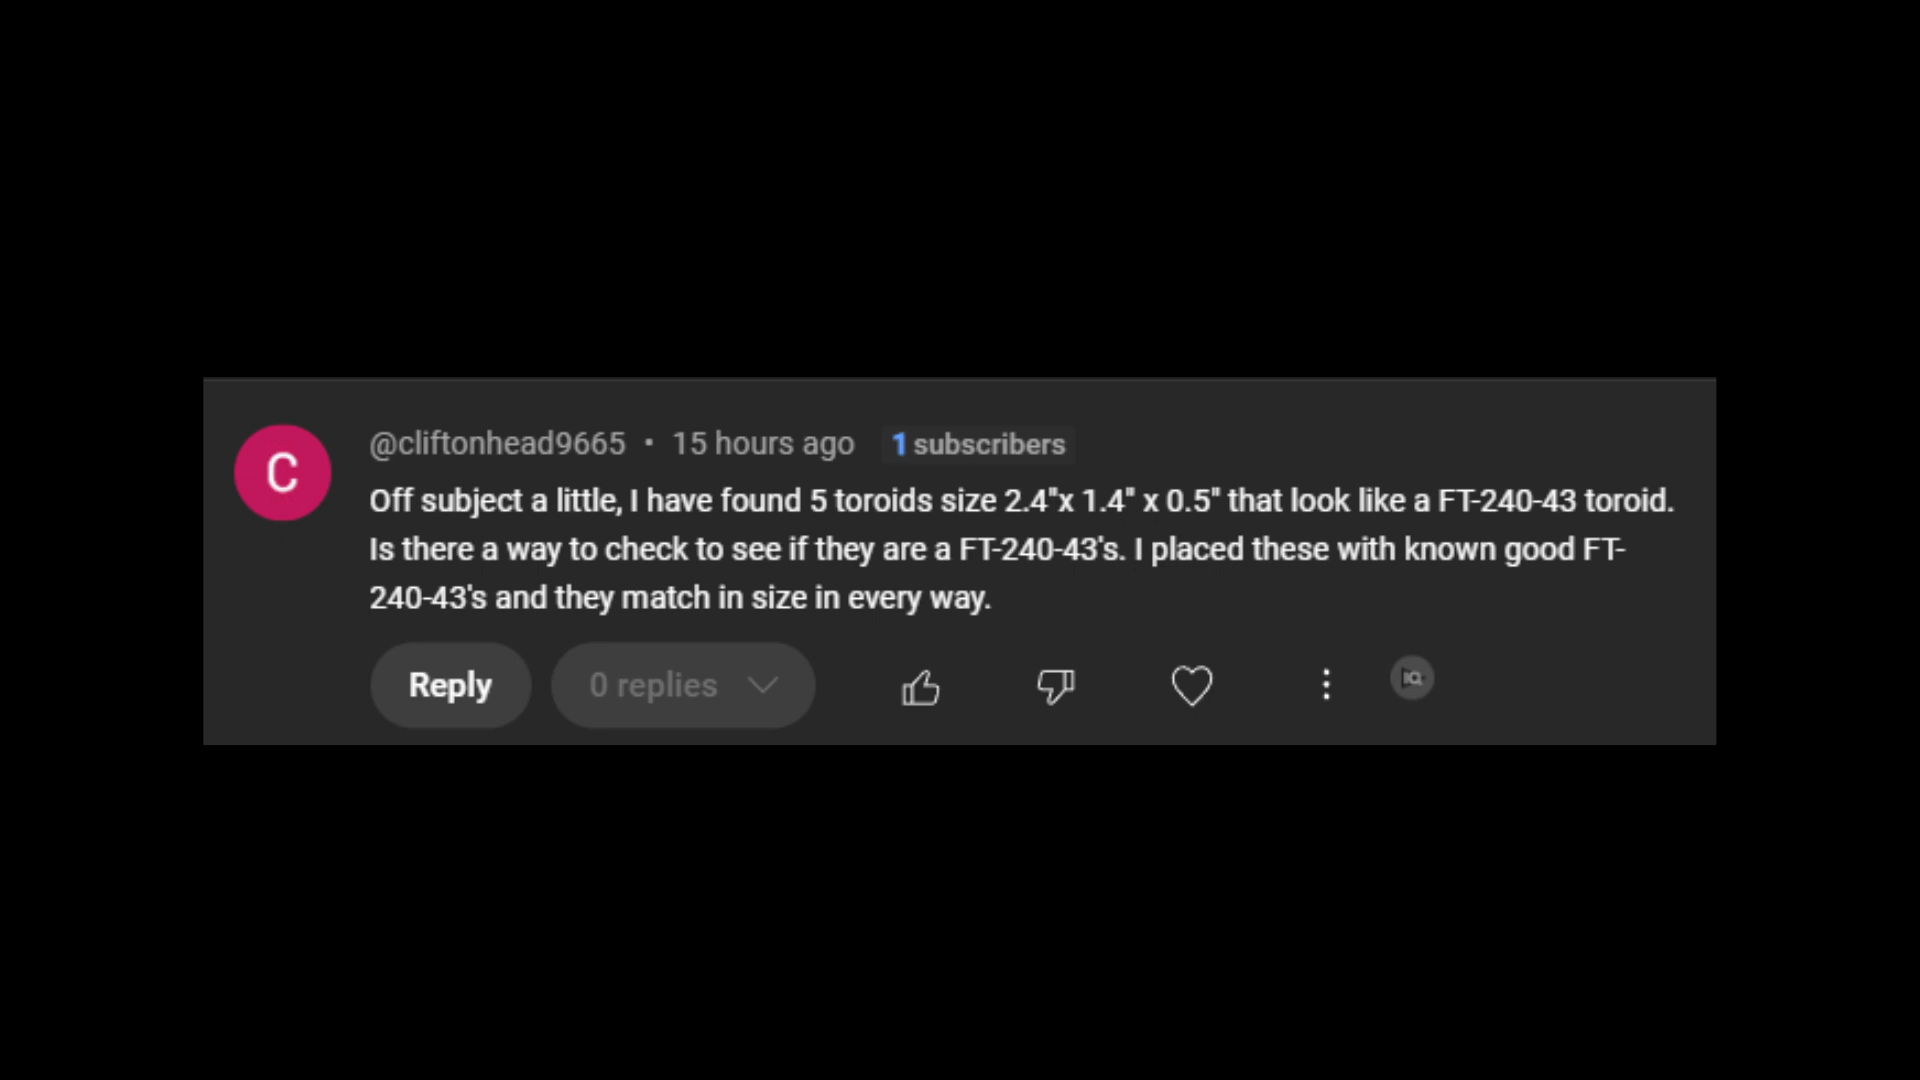 C
@cliftonhead9665 • 15 hours ago 1 subscribers
Off subject a little, I have found 5 toroids size 2.4"x 1.4" x 0.5" that look like a FT-240-43 toroid.
Is there a way to check to see if they are a FT-240-43's. I placed these with known good FT-
240-43's and they match in size in every way.
Reply 0 replies